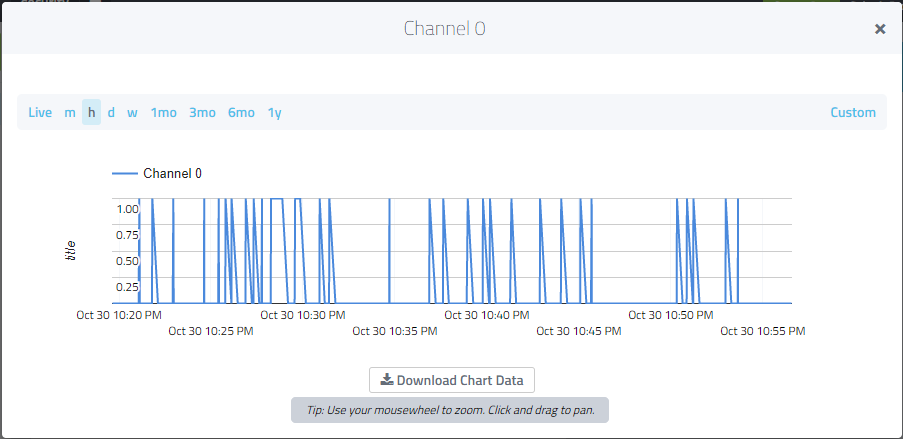 Channel 0
Live m h d w 1mo 3mo 6mo 1y Custom
Channel 0
title
1.00
0.75
0.50
0.25
Oct 30 10:20 PM Oct 30 10:30 PM Oct 30 10:40 PM Oct 30 10:50 PM
Oct 30 10:25 PM Oct 30 10:35 PM Oct 30 10:45 PM Oct 30 10:55 PM
Download Chart Data
Tip: Use your mousewheel to zoom. Click and drag to pan.